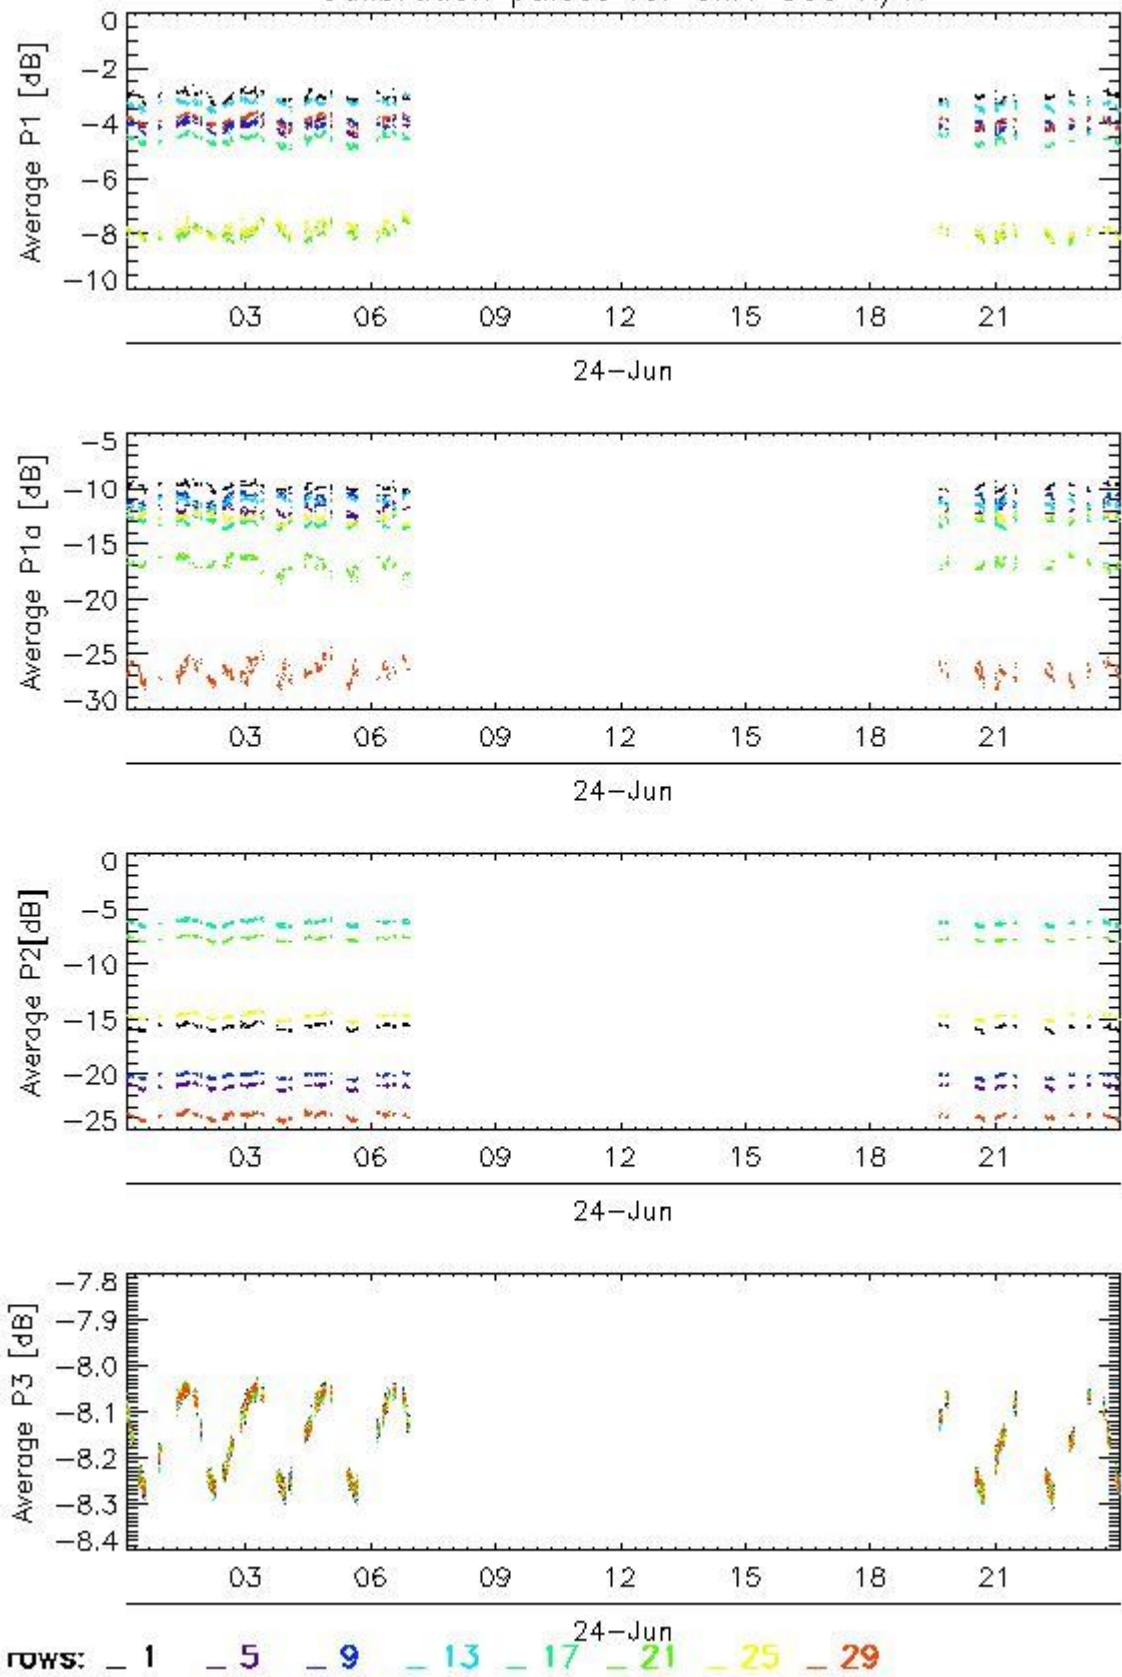 0
−2
−4
−6
−8
−10
Average P1 [dB]
03 06 09 12 15 18 21
24−Jun
−5
−10
−15
−20
−25
−30
Average P1a [dB]
03 06 09 12 15 18 21
24−Jun
0
−5
−10
−15
−20
−25
Average P2[dB]
03 06 09 12 15 18 21
24−Jun
−7.8
−7.9
−8.0
−8.1
−8.2
−8.3
−8.4
Average P3 [dB]
03 06 09 12 15 18 21
24−Jun
rows: _ 1 _ 5 _ 9 _ 13 _ 17 _ 21 _ 25 _ 29